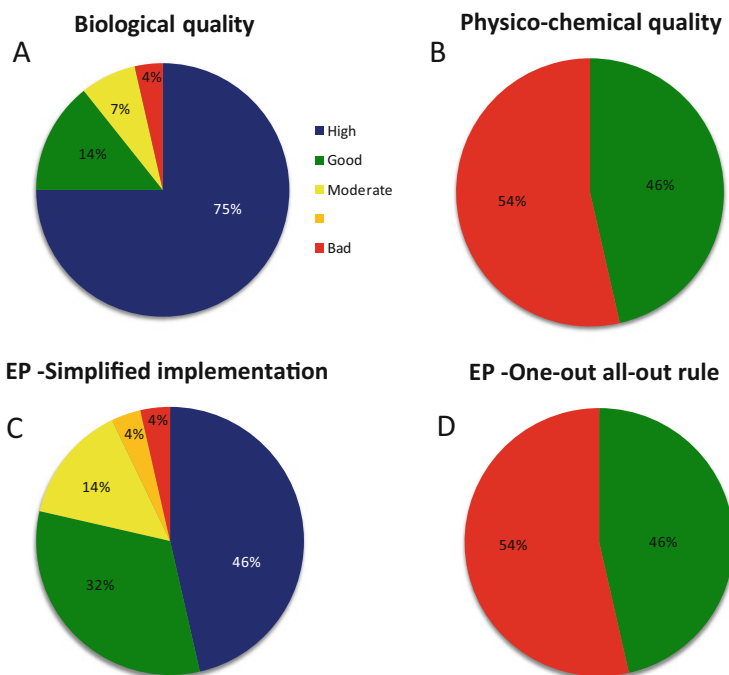 Biological quality
A
4%
7%
14%
75%
High
Good
Moderate
Bad
Physico-chemical quality
B
54%
46%
EP -Simplified implementation
C
4%
4%
14%
46%
32%
EP -One-out all-out rule
D
54%
46%